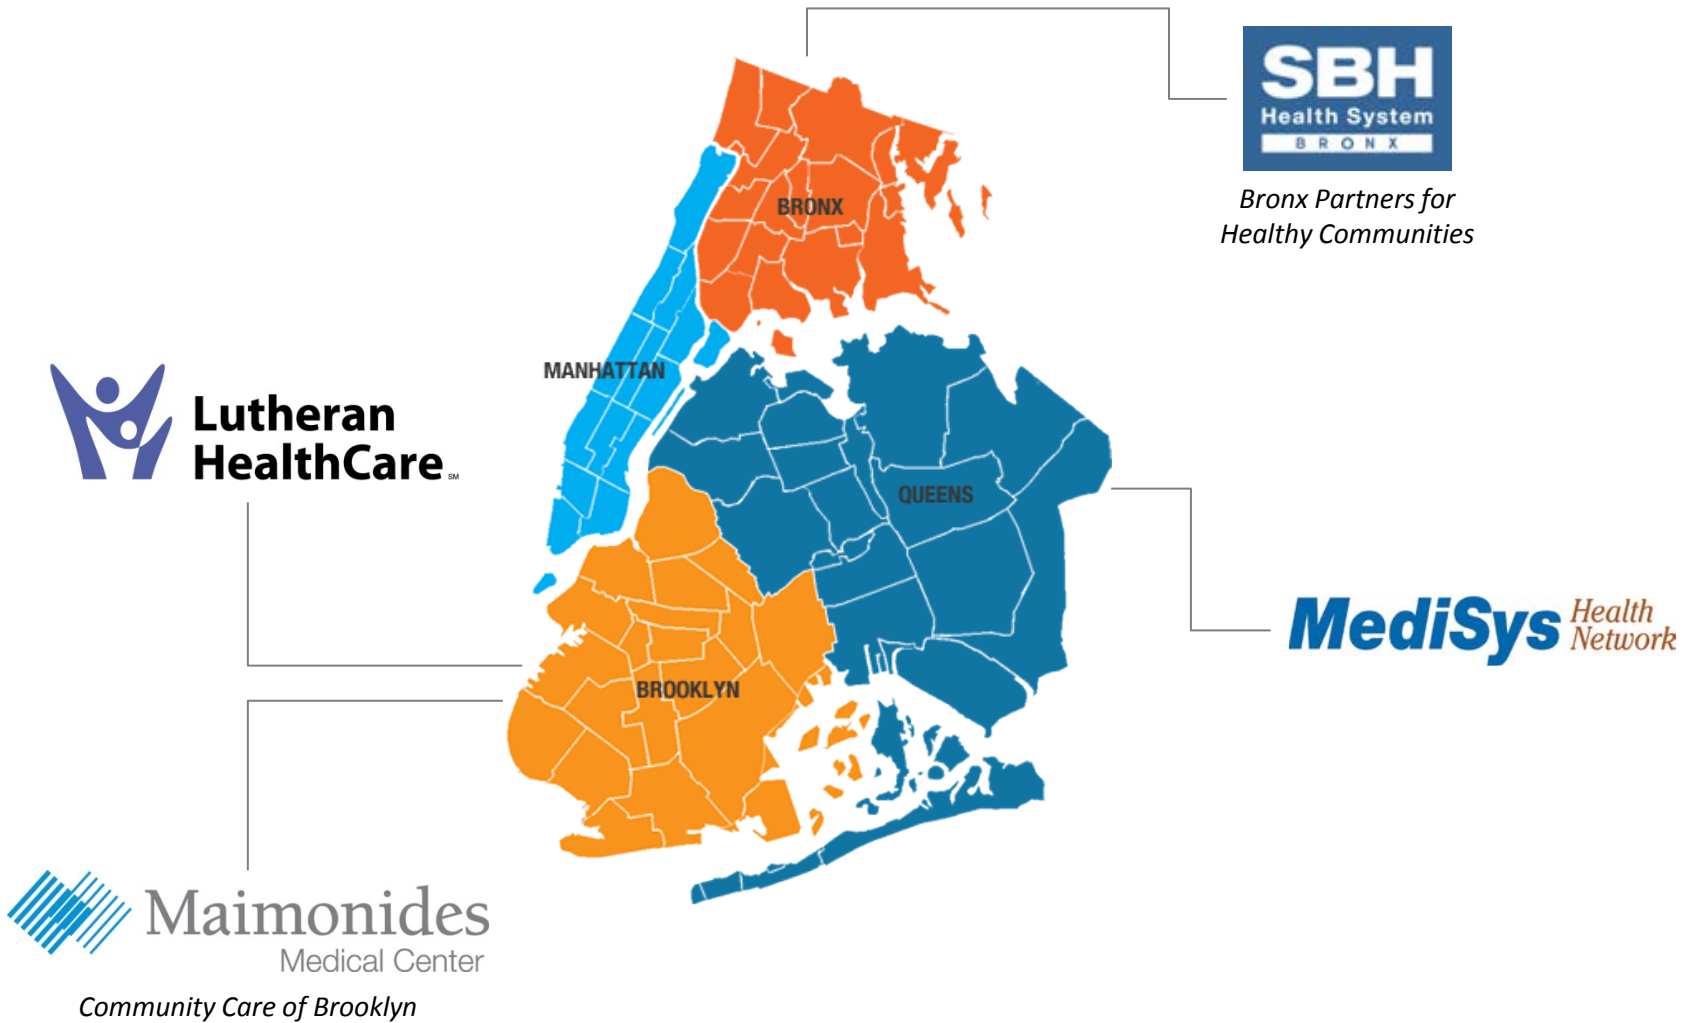 SBH
Health System
BRONX
Bronx Partners for
Healthy Communities
BRONX
MANHATTAN
Lutheran
HealthCare SM
QUEENS
MediSys Health
Network
BROOKLYN
Maimonides
Medical Center
Community Care of Brooklyn